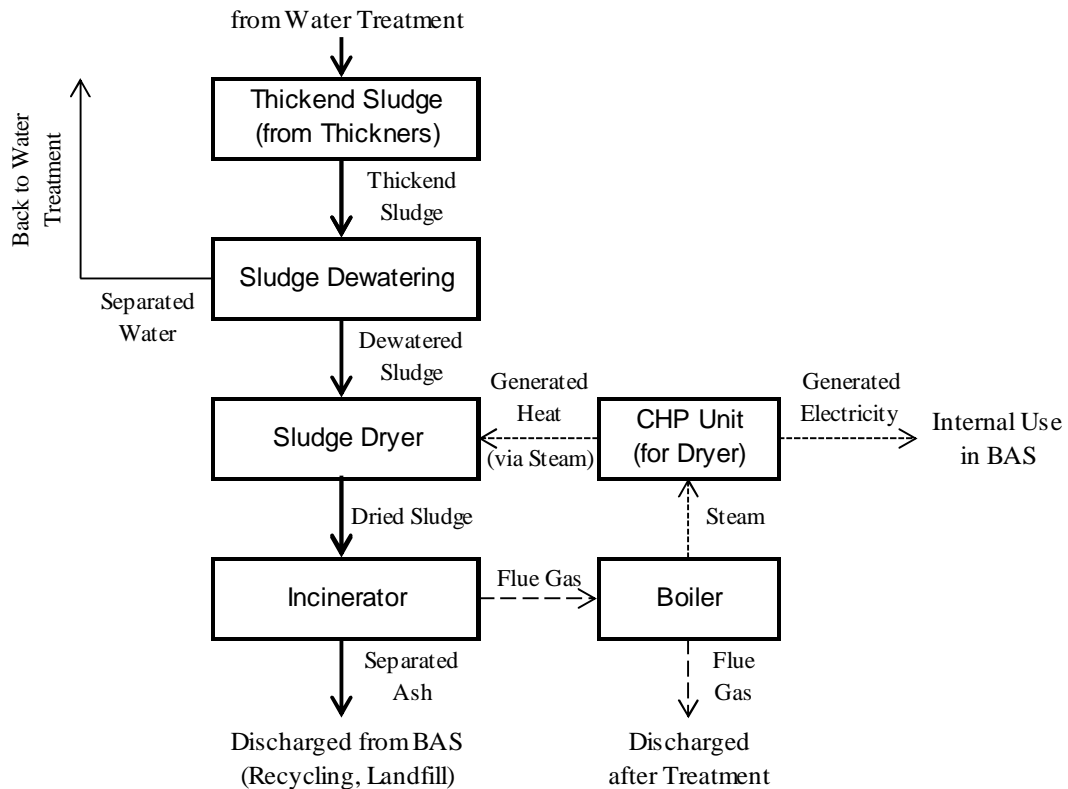 from Water Treatment
Thickend Sludge
(from Thickners)
Back to Water
Treatment
Thickend
Sludge
Sludge Dewatering
Separated
Water
Dewatered
Sludge
Generated
Heat
(via Steam)
Generated
Electricity
Sludge Dryer
CHP Unit
(for Dryer)
Internal Use
in BAS
Dried Sludge
Steam
Incinerator
Flue Gas
Boiler
Separated
Ash
Flue
Gas
Discharged from BAS
(Recycling, Landfill)
Discharged
after Treatment